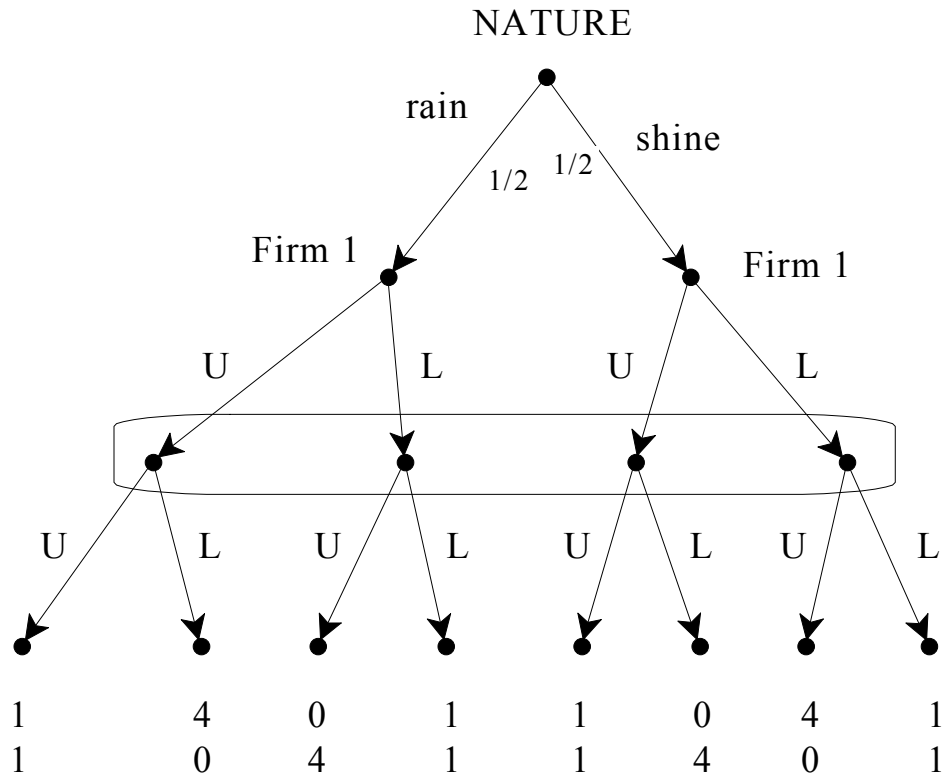 NATURE
rain
shine
1/2 1/2
Firm 1
Firm 1
U L U L
U L U L U L U L
1 4 0 1 1 0 4 1
1 0 4 1 1 4 0 1